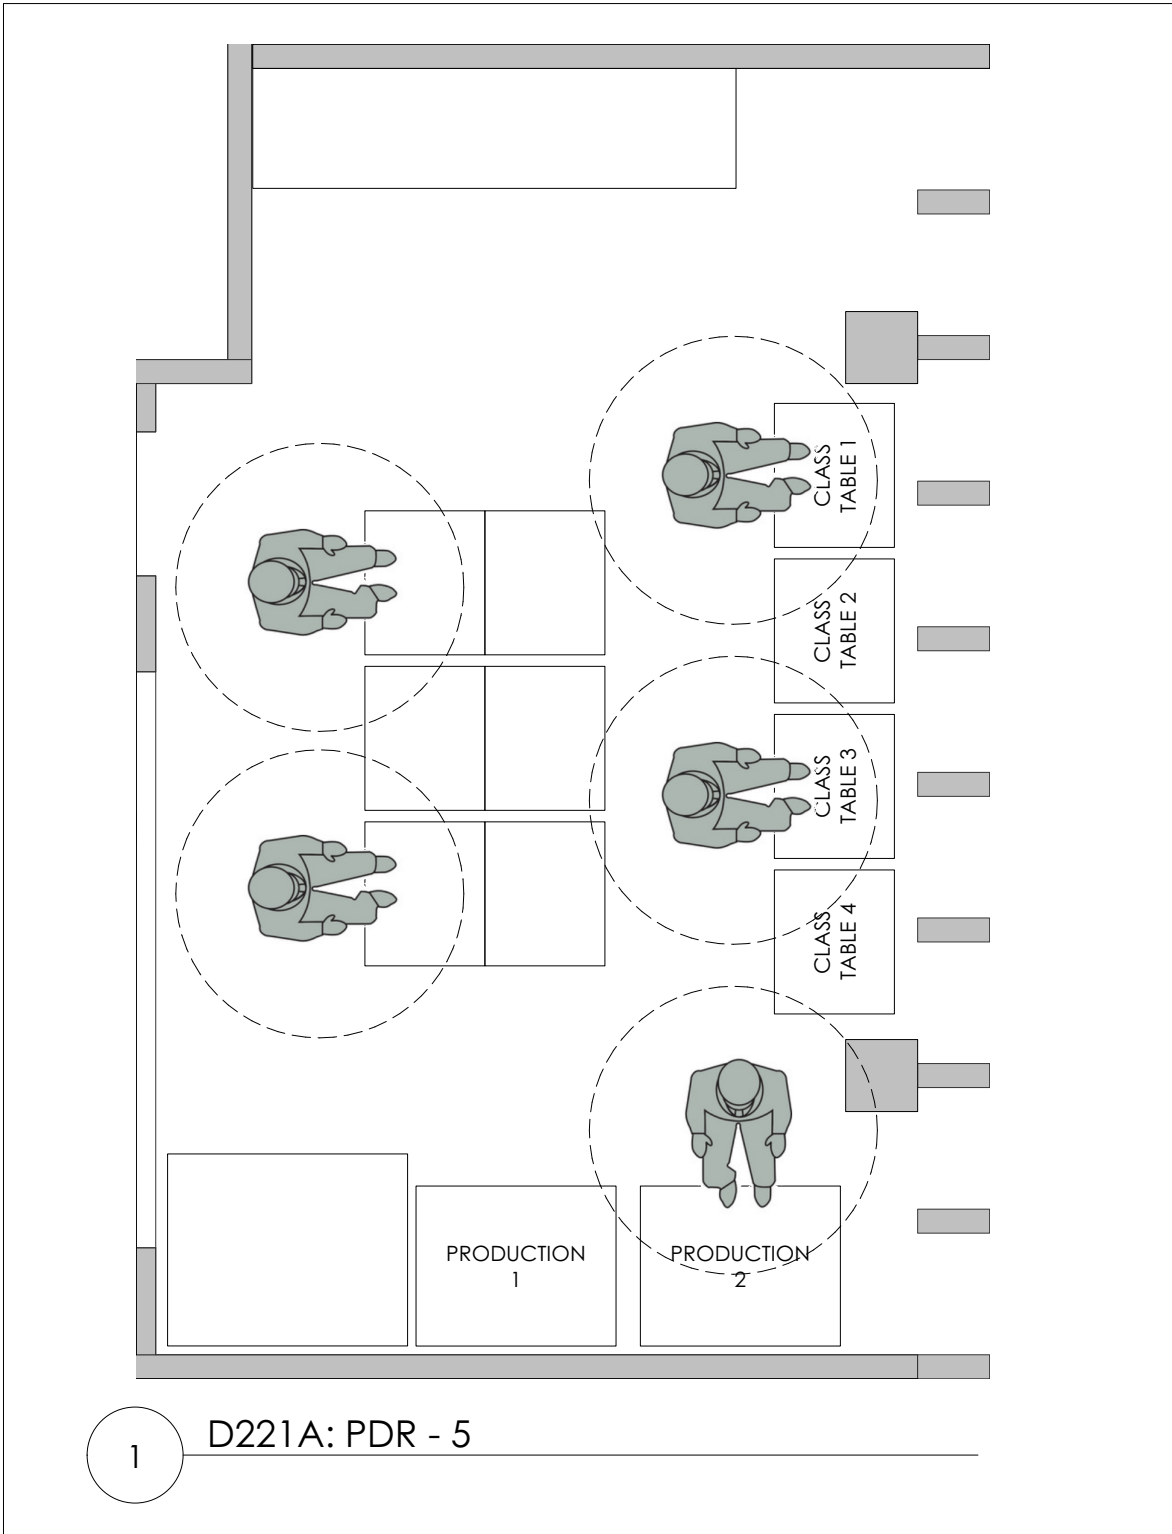 CLASS
TABLE 1
CLASS
TABLE 2
CLASS
TABLE 3
CLASS
TABLE 4
PRODUCTION
1
PRODUCTION
2
1
D221A: PDR - 5